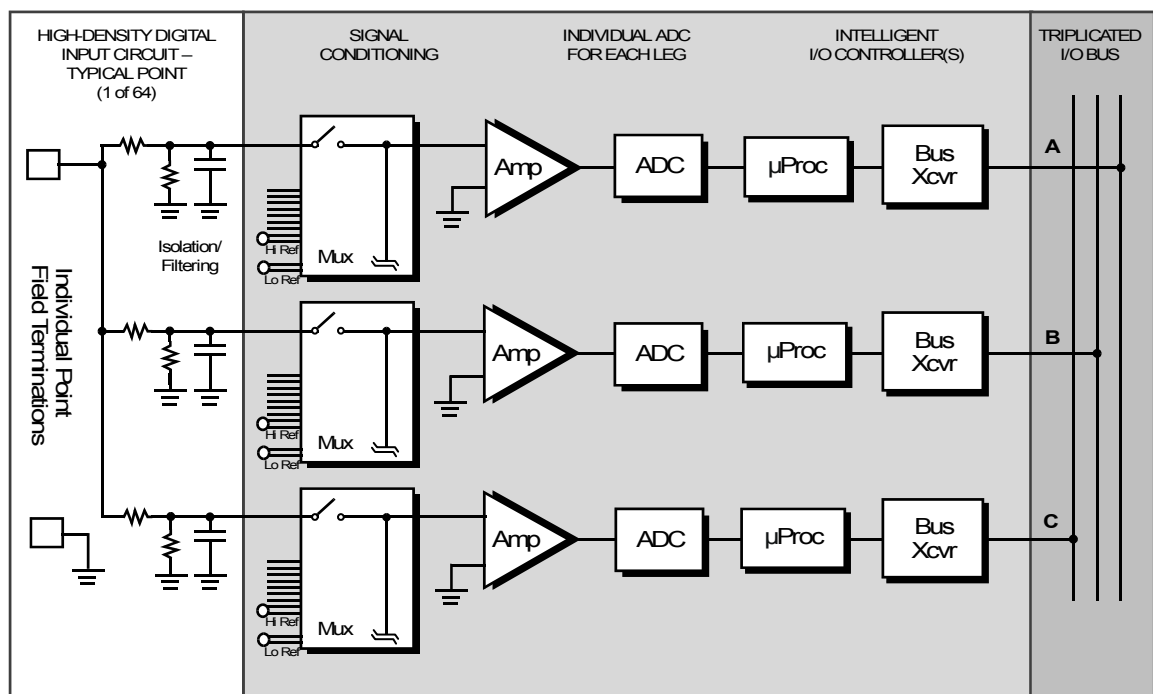 HIGH-DENSITY DIGITAL
INPUT CIRCUIT –
TYPICAL POINT
(1 of 64)
SIGNAL
CONDITIONING
INDIVIDUAL ADC
FOR EACH LEG
INTELLIGENT
I/O CONTROLLER(S)
TRIPLICATED
I/O BUS
Individual Point
Field Terminations
Isolation/
Filtering
Hi Ref
Lo Ref
Mux
Amp
ADC
µProc
Bus
Xcvr
A
Hi Ref
Lo Ref
Mux
Amp
ADC
µProc
Bus
Xcvr
B
Hi Ref
Lo Ref
Mux
Amp
ADC
µProc
Bus
Xcvr
C